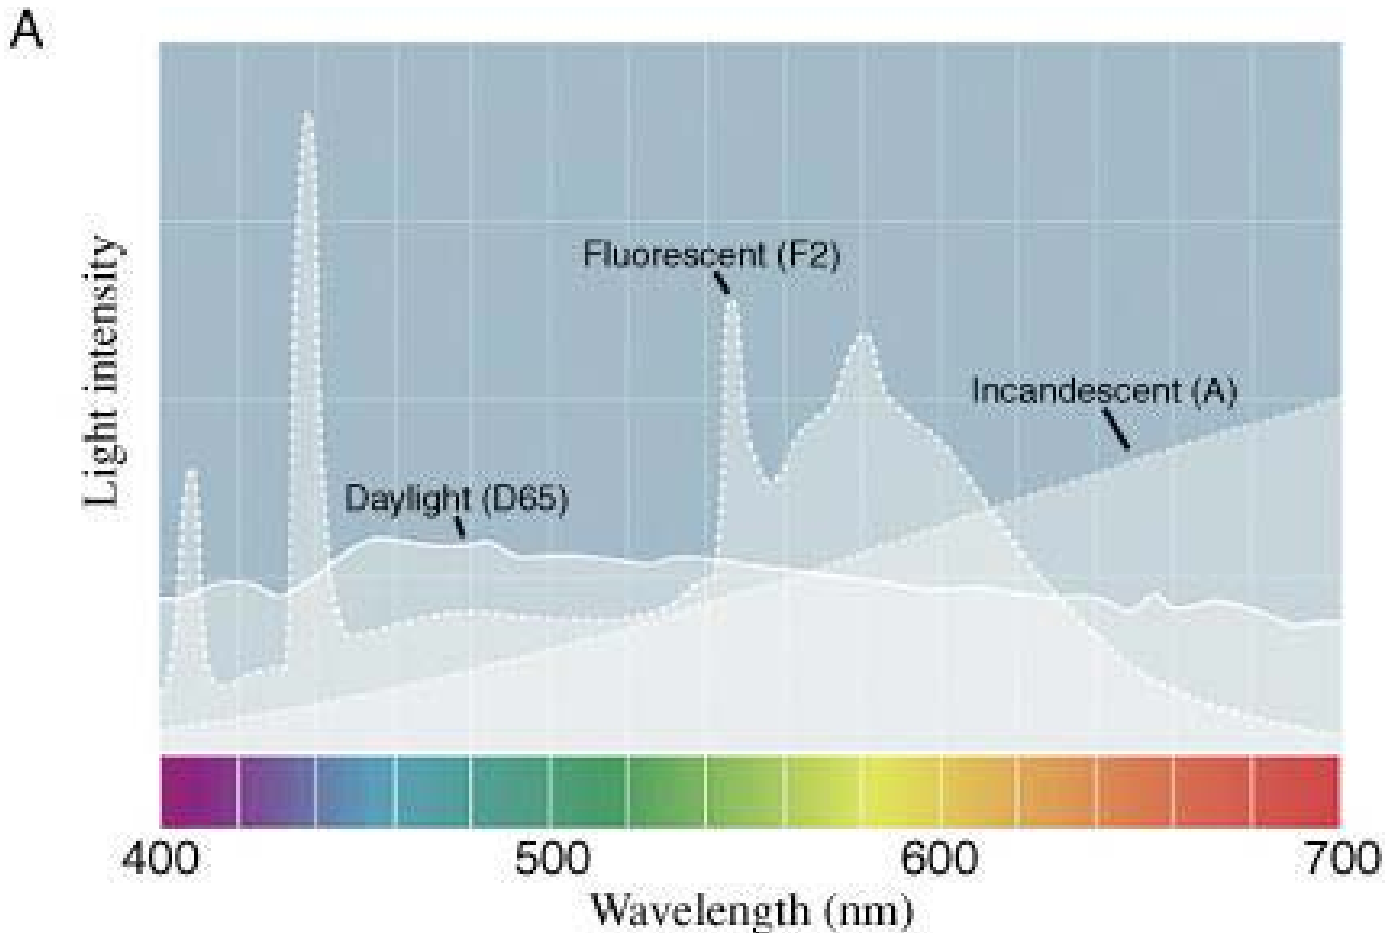 A
Fluorescent (F2)
Incandescent (A)
Daylight (D65)
Light intensity
400
500
600
700
Wavelength (nm)